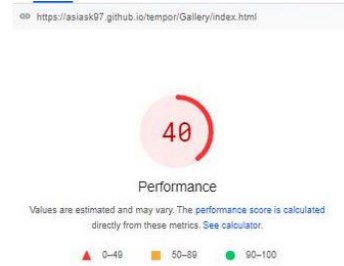 https://asiask97.github.io/tempor/Gallery/index.html
40
Performance
Values are estimated and may vary. The performance score is calculated
directly from these metrics. See calculator.
0–49 50–89 90–100